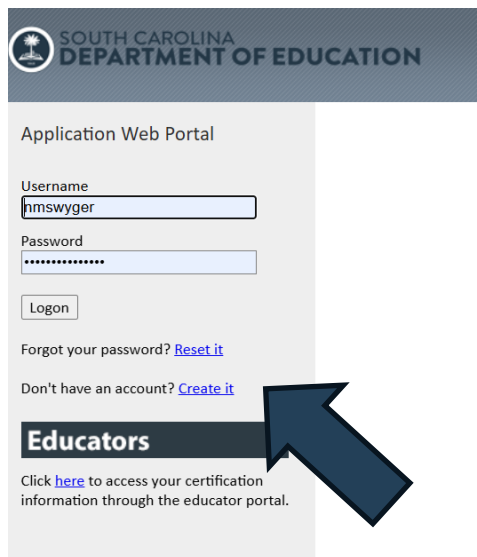 SOUTH CAROLINA
DEPARTMENT OF EDUCATION
Application Web Portal
Username
nmswyger
Password
•••••••••••••••
Logon
Forgot your password? Reset it
Don't have an account? Create it
Educators
Click here to access your certification
information through the educator portal.